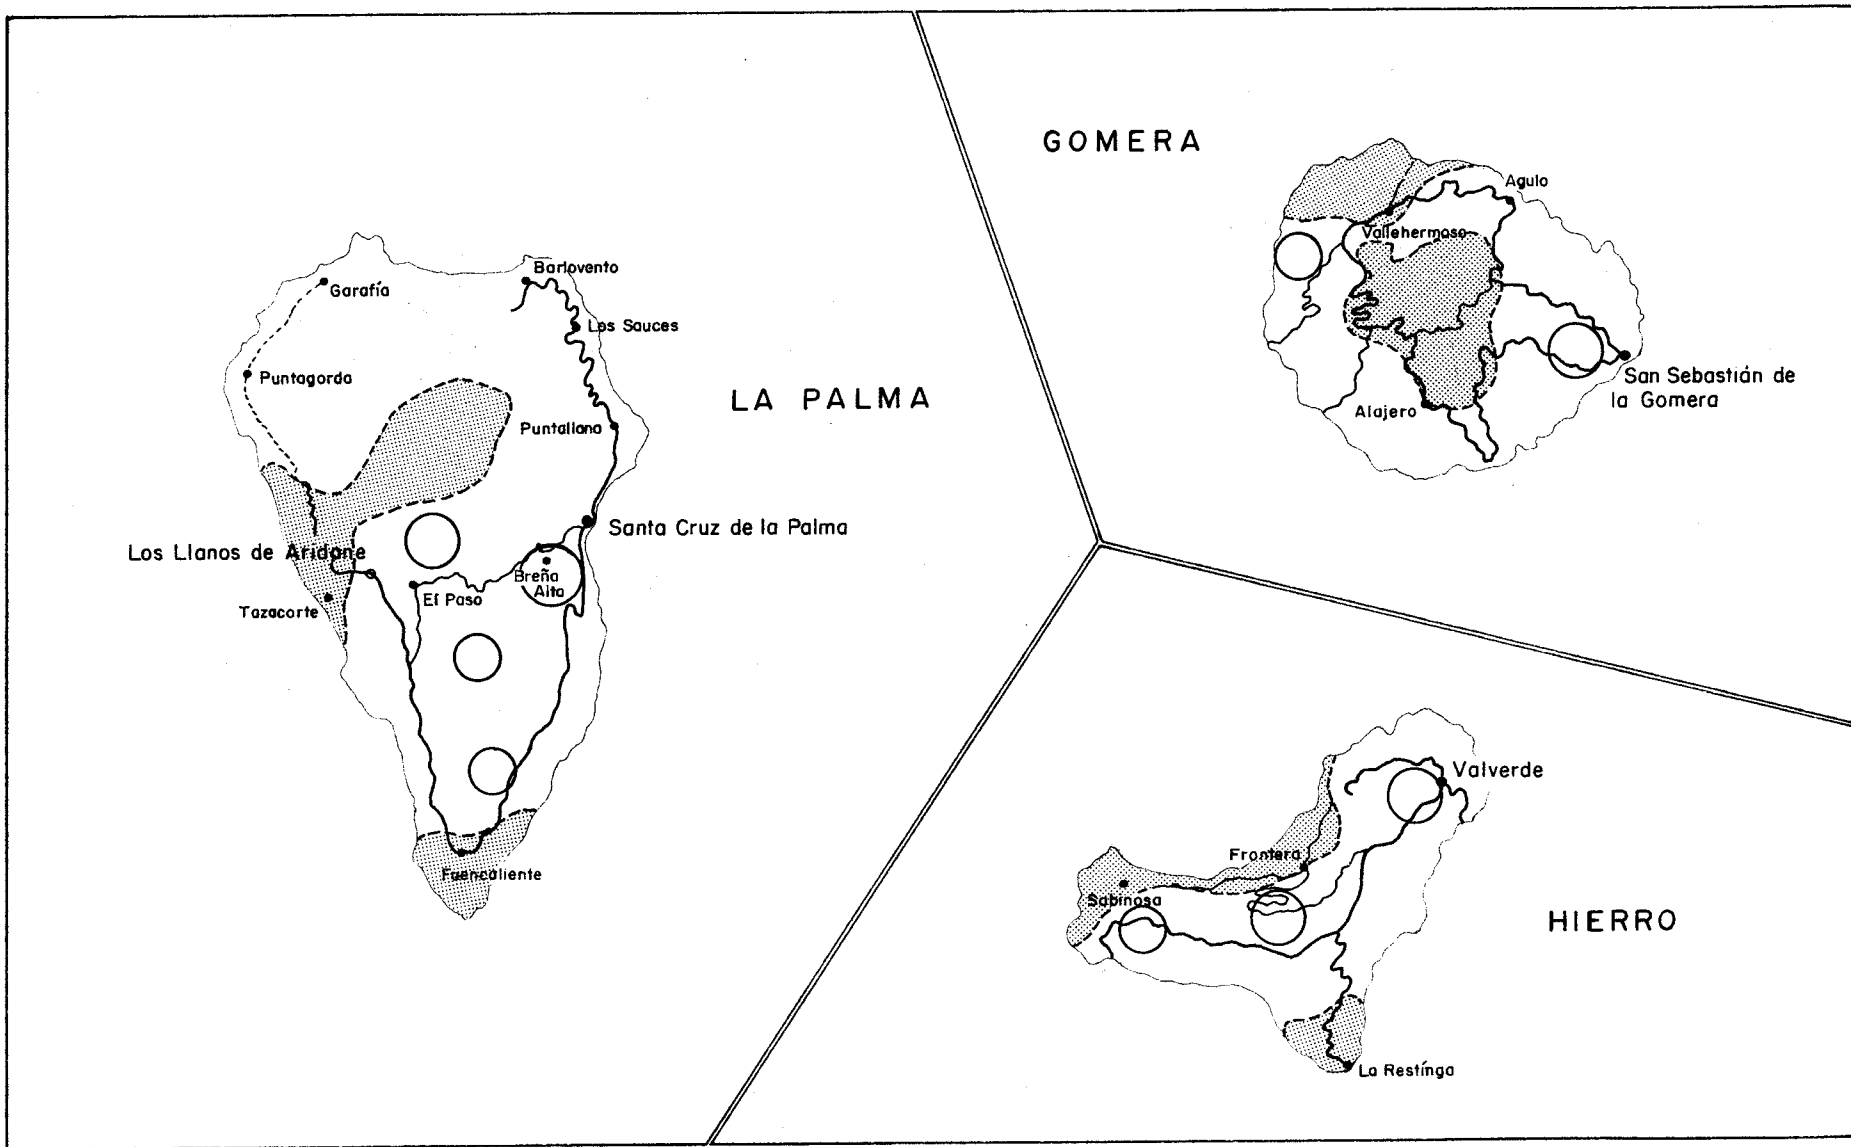 GOMERA
Agulo
Vallehermoso
San Sebastián de
la Gomera
Alajero
LA PALMA
Barlovento
Garafía
Los Sauces
Puntagorda
Puntallana
Santa Cruz de la Palma
Los Llanos de Aridane
Breña
Alta
El Paso
Tazacorte
Fuencaliente
HIERRO
Valverde
Frontera
Sabinosa
La Restínga